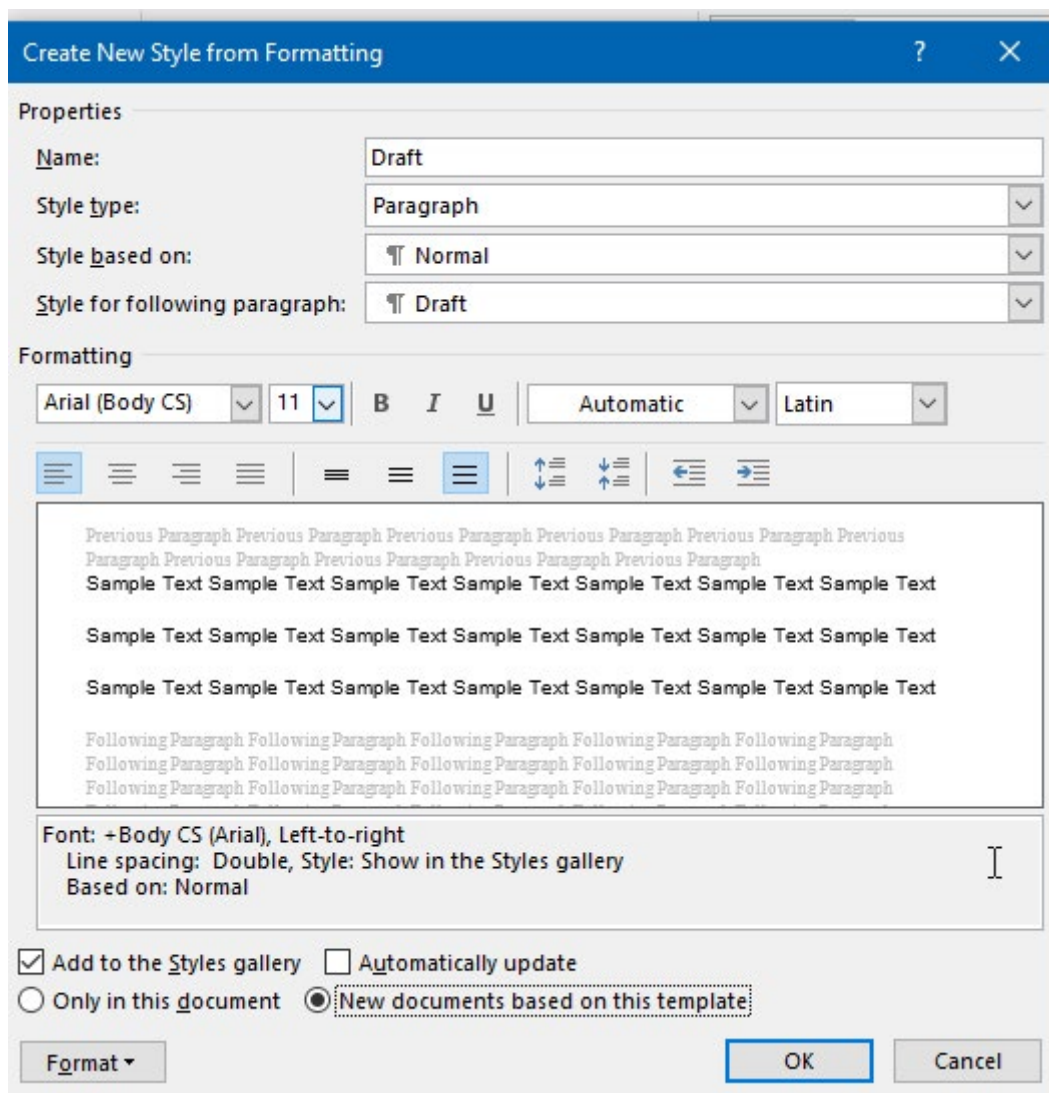 Create New Style from Formatting ?
Properties
Name: Draft
Style type: Paragraph
Style based on: ¶ Normal
Style for following paragraph: ¶ Draft
Formatting
Arial (Body CS) 11 B I U Automatic Latin
Previous Paragraph Previous Paragraph Previous Paragraph Previous Paragraph Previous Paragraph Previous
Paragraph Previous Paragraph Previous Paragraph Previous Paragraph Previous Paragraph
Sample Text Sample Text Sample Text Sample Text Sample Text Sample Text Sample Text
Sample Text Sample Text Sample Text Sample Text Sample Text Sample Text Sample Text
Sample Text Sample Text Sample Text Sample Text Sample Text Sample Text Sample Text
Following Paragraph Following Paragraph Following Paragraph Following Paragraph Following Paragraph
Following Paragraph Following Paragraph Following Paragraph Following Paragraph Following Paragraph
Following Paragraph Following Paragraph Following Paragraph Following Paragraph Following Paragraph
Font: +Body CS (Arial), Left-to-right
Line spacing: Double, Style: Show in the Styles gallery
Based on: Normal
Add to the Styles gallery Automatically update
Only in this document New documents based on this template
Format OK Cancel